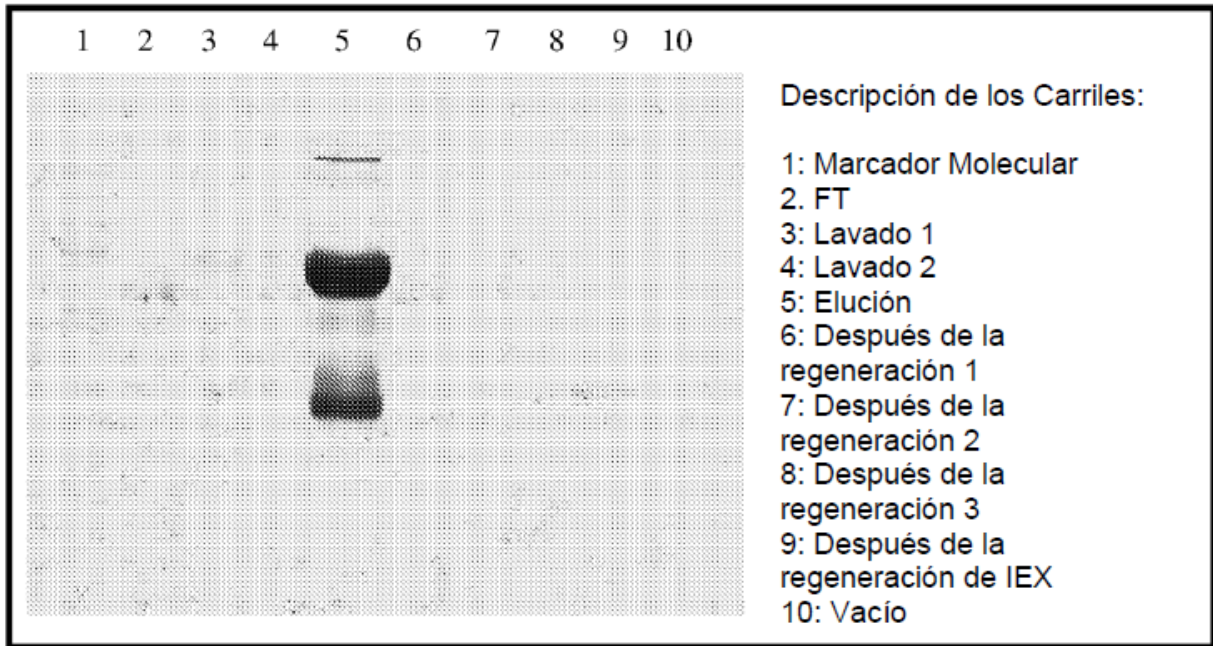 1 2 3 4 5 6 7 8 9 10
Descripción de los Carriles:
1: Marcador Molecular
2. FT
3: Lavado 1
4: Lavado 2
5: Elución
6: Después de la
regeneración 1
7: Después de la
regeneración 2
8: Después de la
regeneración 3
9: Después de la
regeneración de IEX
10: Vacío